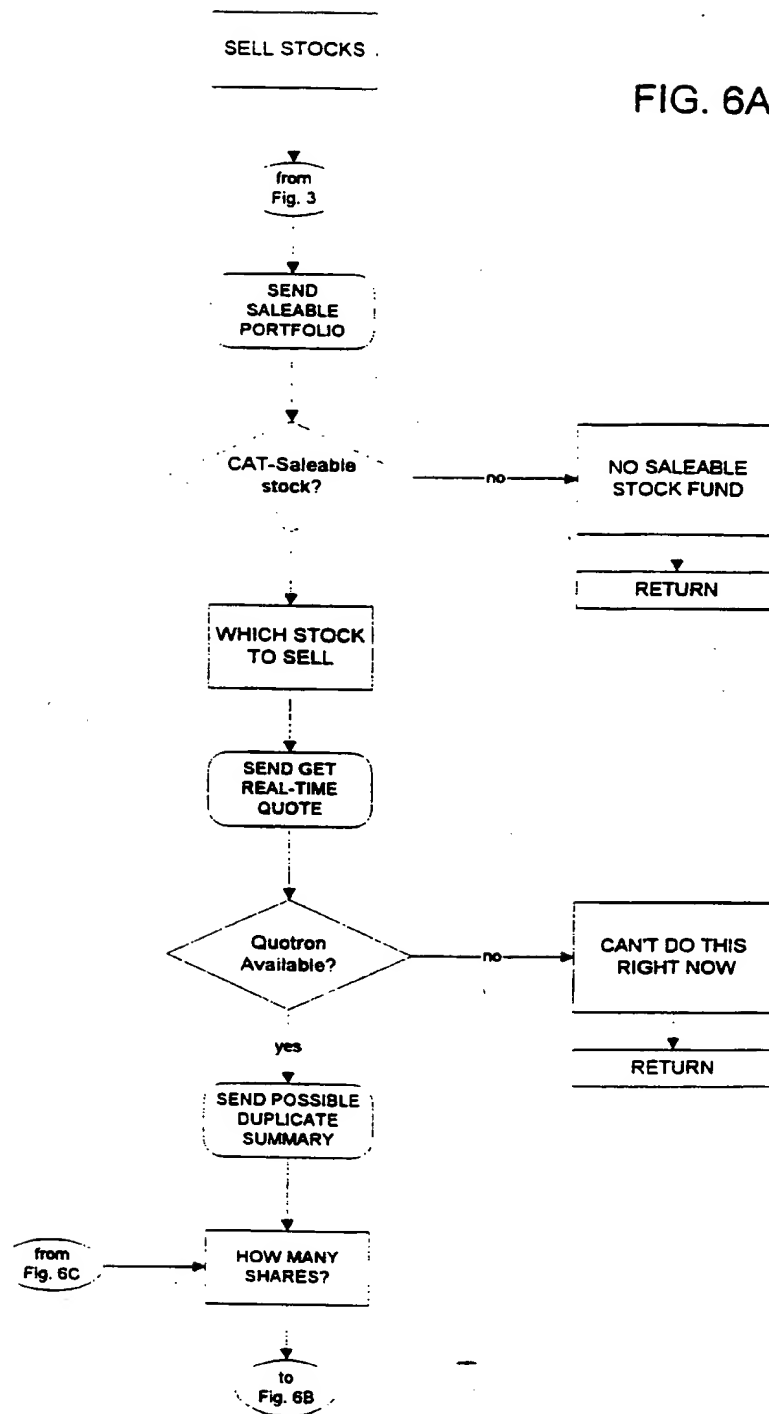 SELL STOCKS
FIG. 6A
from
Fig. 3
SEND
SALEABLE
PORTFOLIO
CAT-Saleable
stock?
no
NO SALEABLE
STOCK FUND
RETURN
WHICH STOCK
TO SELL
SEND GET
REAL-TIME
QUOTE
Quotron
Available?
no
CAN'T DO THIS
RIGHT NOW
RETURN
yes
SEND POSSIBLE
DUPLICATE
SUMMARY
from
Fig. 6C
HOW MANY
SHARES?
to
Fig. 6B